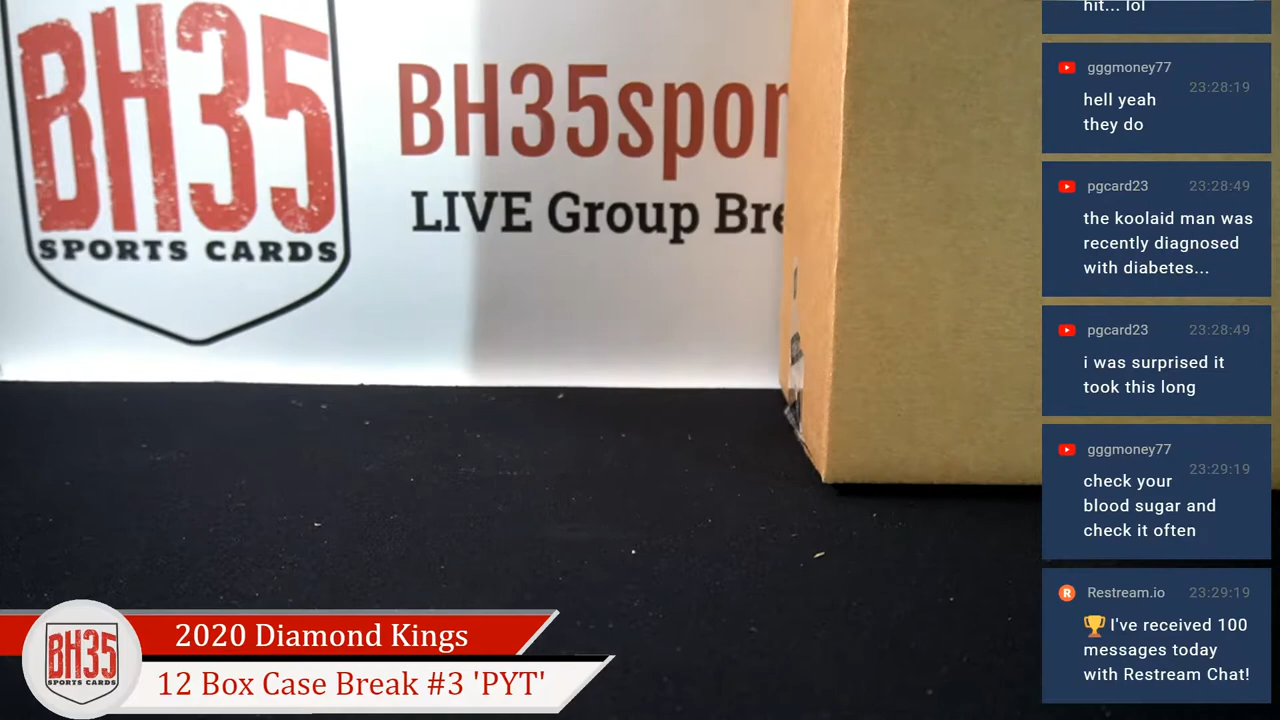 BH35
SPORTS CARDS
BH35spor
LIVE Group Bre
hit... lol
gggmoney77
23:28:19
hell yeah
they do
pgcard23 23:28:49
the koolaid man was
recently diagnosed
with diabetes...
pgcard23 23:28:49
i was surprised it
took this long
gggmoney77
23:29:19
check your
blood sugar and
check it often
R Restream.io 23:29:19
🏆 I've received 100
messages today
with Restream Chat!
BH35
SPORTS CARDS
2020 Diamond Kings
12 Box Case Break #3 'PYT'